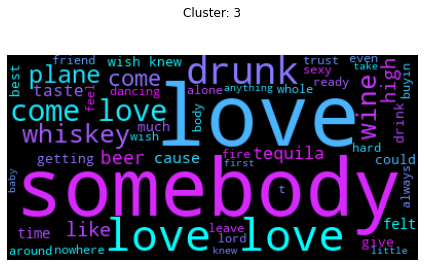 Cluster: 3
friend wish knew trust even
best plane come drunk sexy take
taste alone anything whole ready buyin
come love feel dancing love wine high
whiskey much wish body drink
getting beer cause fire tequila hard could
first always
baby somebody t
time like love love leave felt
lord give
around nowhere knew little